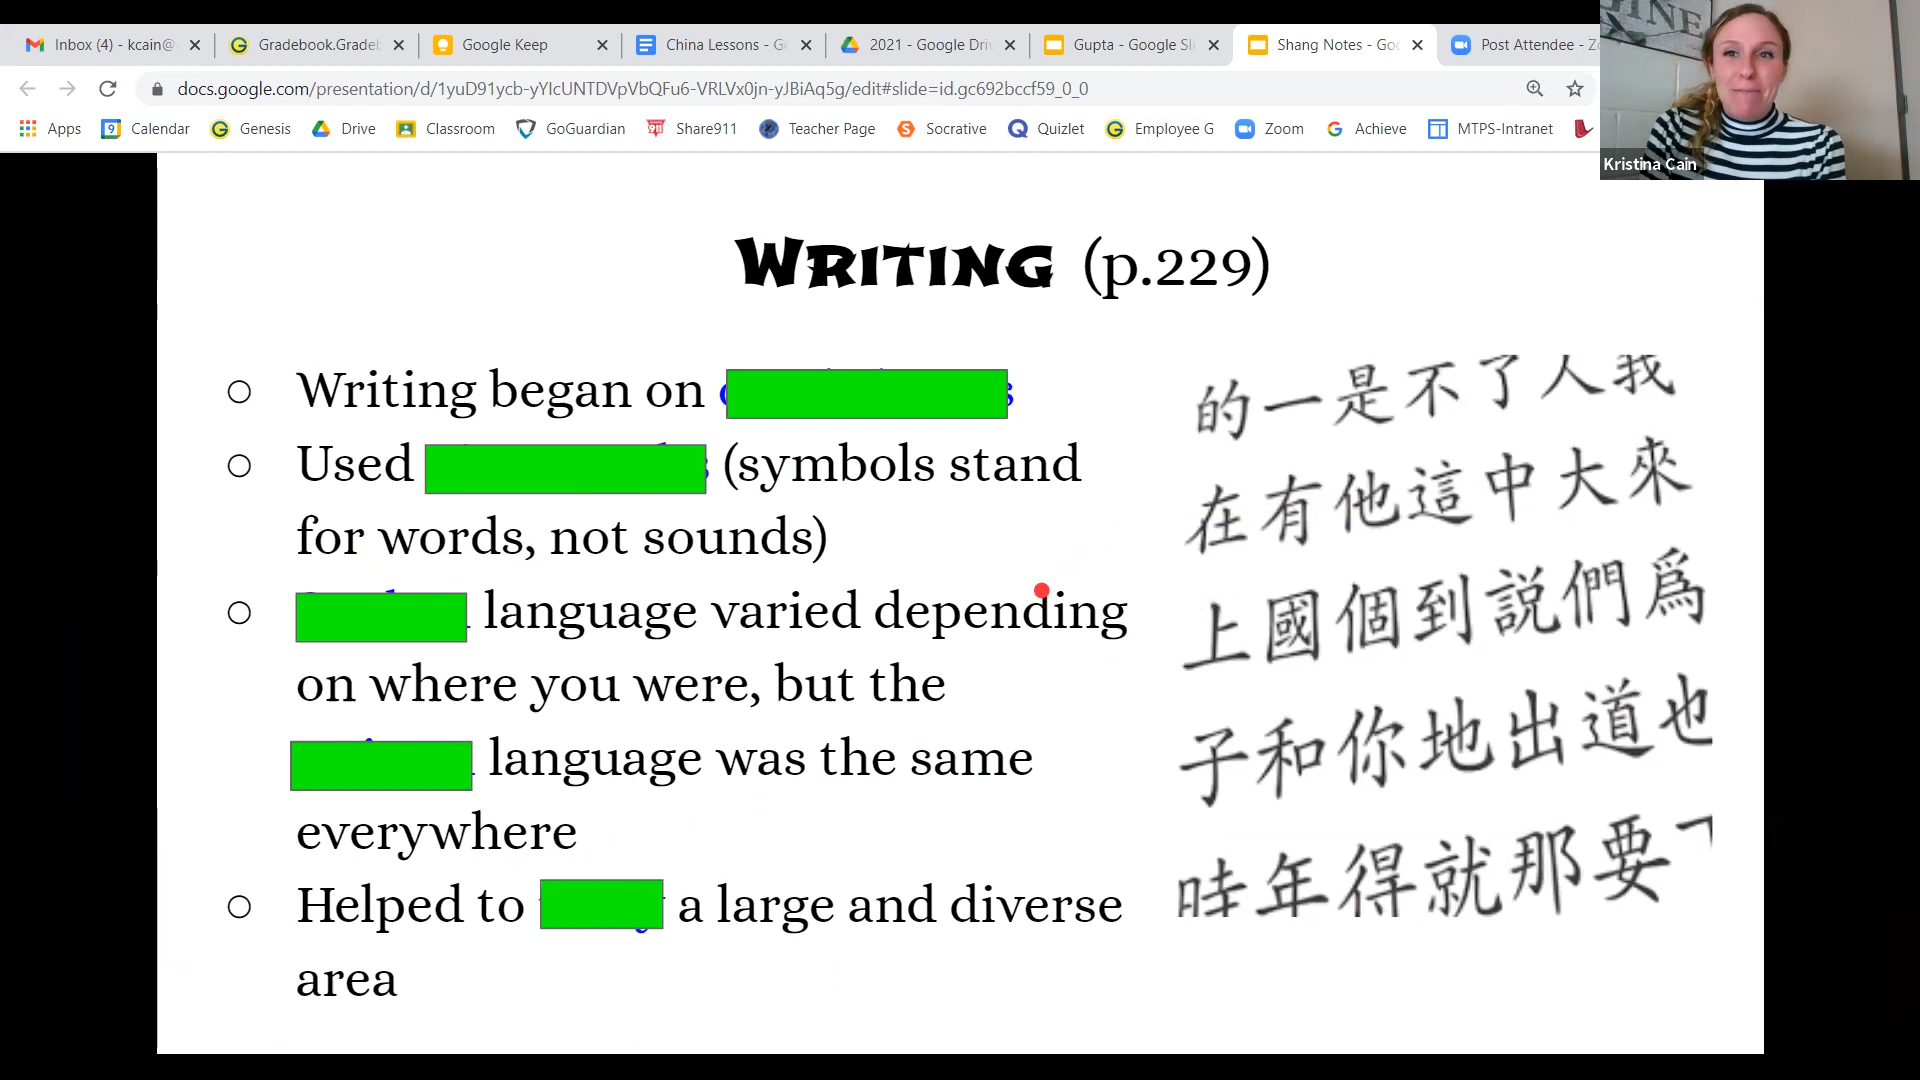 Inbox (4) - kcain@
Gradebook.Gradeb
Google Keep
China Lessons - G
2021 - Google Dri
Gupta - Google Sl
Shang Notes - Goo
Post Attendee - Zo
docs.google.com/presentation/d/1yuD91ycb-yYIcUNTDVpVbQFu6-VRLVx0jn-yJBiAq5g/edit#slide=id.gc692bccf59_0_0
Apps
Calendar
Genesis
Drive
Classroom
GoGuardian
Share911
Teacher Page
Socrative
Quizlet
Employee G
Zoom
Achieve
MTPS-Intranet
Kristina Cain
WRITING (p.229)
Writing began on
Used (symbols stand
for words, not sounds)
language varied depending
on where you were, but the
language was the same
everywhere
Helped to a large and diverse
area
的一是不了人我
在有他這中大來
上國個到説們爲
子和你地出道也
時年得就那要